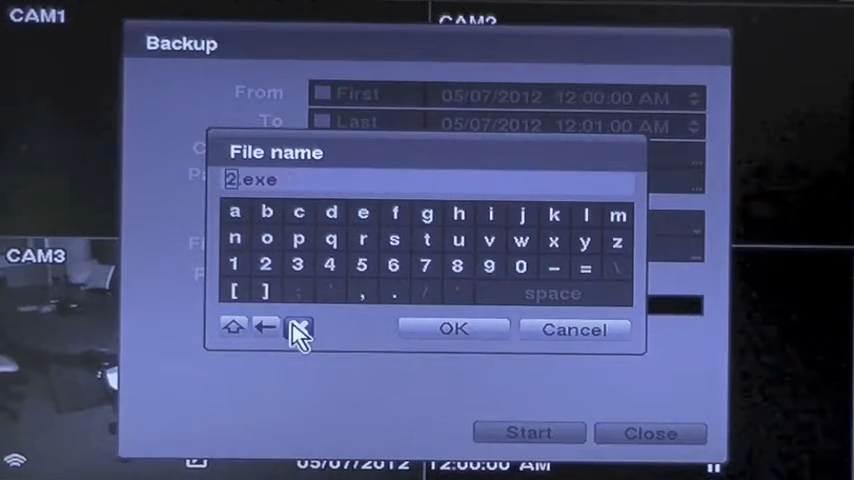 CAM1
CAM2
Backup
From First 05/07/2012 12:00:00 AM
To Last 05/07/2012 12:01:00 AM
File name
2.exe
a b c d e f g h i j k l m
n o p q r s t u v w x y z
1 2 3 4 5 6 7 8 9 0 - = \
[ ] ; ' , . / ` space
OK Cancel
CAM3
Start Close
05/07/2012 12:00:00 AM